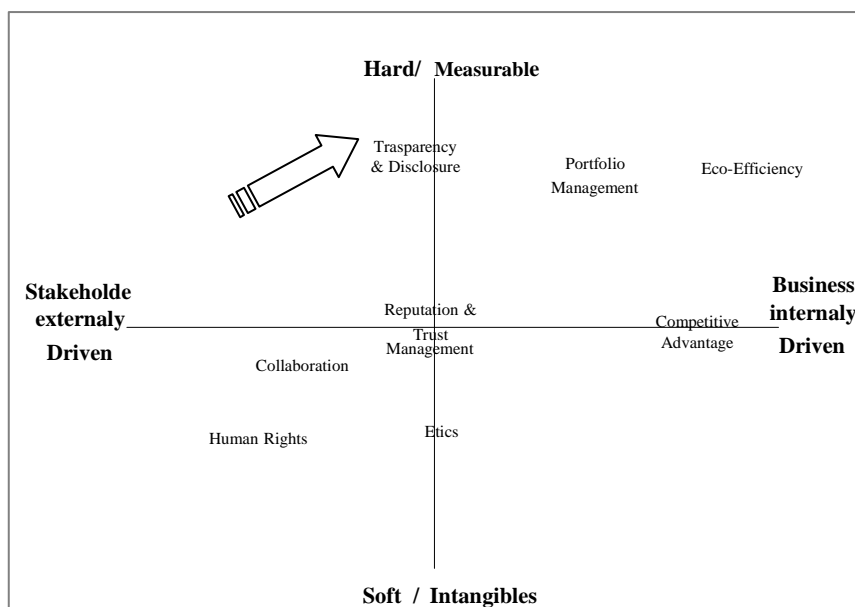 Hard/ Measurable
Trasparency
& Disclosure
Portfolio
Management
Eco-Efficiency
Stakeholde
externaly
Driven
Reputation &
Trust
Management
Competitive
Advantage
Business
internaly
Driven
Collaboration
Human Rights
Etics
Soft / Intangibles